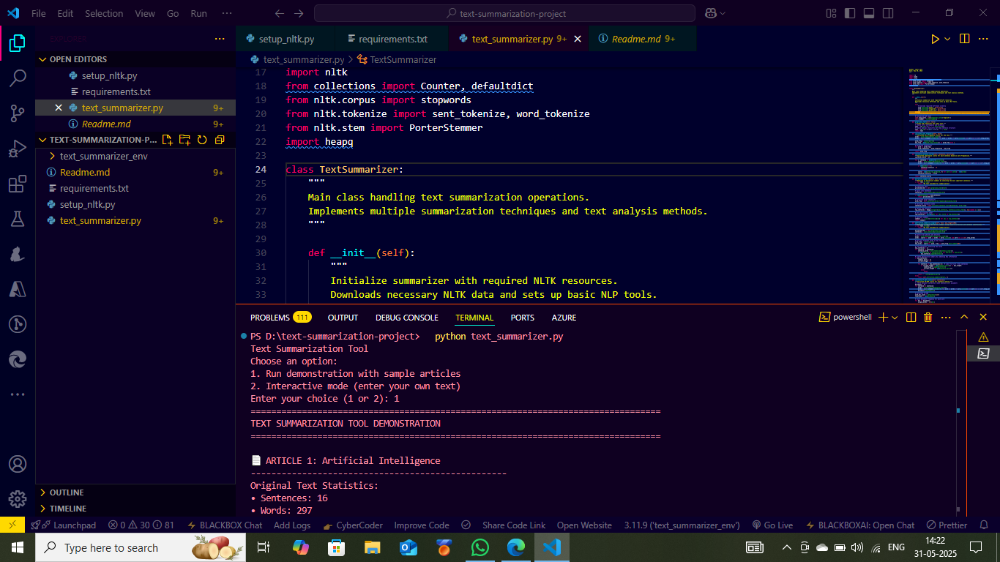 File Edit Selection View Go Run ···
text-summarization-project
EXPLORER
OPEN EDITORS
setup_nltk.py
requirements.txt
text_summarizer.py 9+
Readme.md 9+
TEXT-SUMMARIZATION-P...
text_summarizer_env
Readme.md 9+
requirements.txt
setup_nltk.py
text_summarizer.py 9+
OUTLINE
TIMELINE
setup_nltk.py requirements.txt text_summarizer.py 9+ Readme.md 9+
text_summarizer.py > TextSummarizer
17 import nltk
18 from collections import Counter, defaultdict
19 from nltk.corpus import stopwords
20 from nltk.tokenize import sent_tokenize, word_tokenize
21 from nltk.stem import PorterStemmer
22 import heapq
23
24 class TextSummarizer:
25 """
26 Main class handling text summarization operations.
27 Implements multiple summarization techniques and text analysis methods.
28 """
29
30 def __init__(self):
31 """
32 Initialize summarizer with required NLTK resources.
33 Downloads necessary NLTK data and sets up basic NLP tools.
PROBLEMS 111 OUTPUT DEBUG CONSOLE TERMINAL PORTS AZURE
powershell
PS D:\text-summarization-project> python text_summarizer.py
Text Summarization Tool
Choose an option:
1. Run demonstration with sample articles
2. Interactive mode (enter your own text)
Enter your choice (1 or 2): 1
================================================================================
TEXT SUMMARIZATION TOOL DEMONSTRATION
================================================================================
📄 ARTICLE 1: Artificial Intelligence
--------------------------------------------------
Original Text Statistics:
• Sentences: 16
• Words: 297
Launchpad 0 30 81 BLACKBOX Chat Add Logs CyberCoder Improve Code Share Code Link Open Website 3.11.9 ('text_summarizer_env') Go Live BLACKBOXAI: Open Chat Prettier
Type here to search
ENG
14:22
31-05-2025